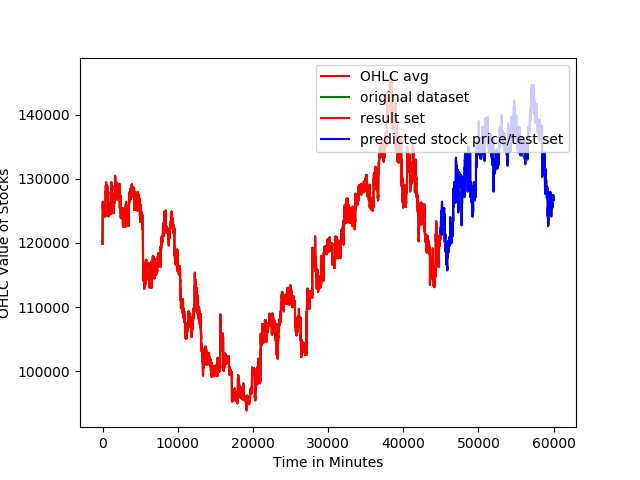 OHLC avg
original dataset
result set
predicted stock price/test set
140000
130000
120000
110000
100000
OHLC Value of Stocks
0 10000 20000 30000 40000 50000 60000
Time in Minutes